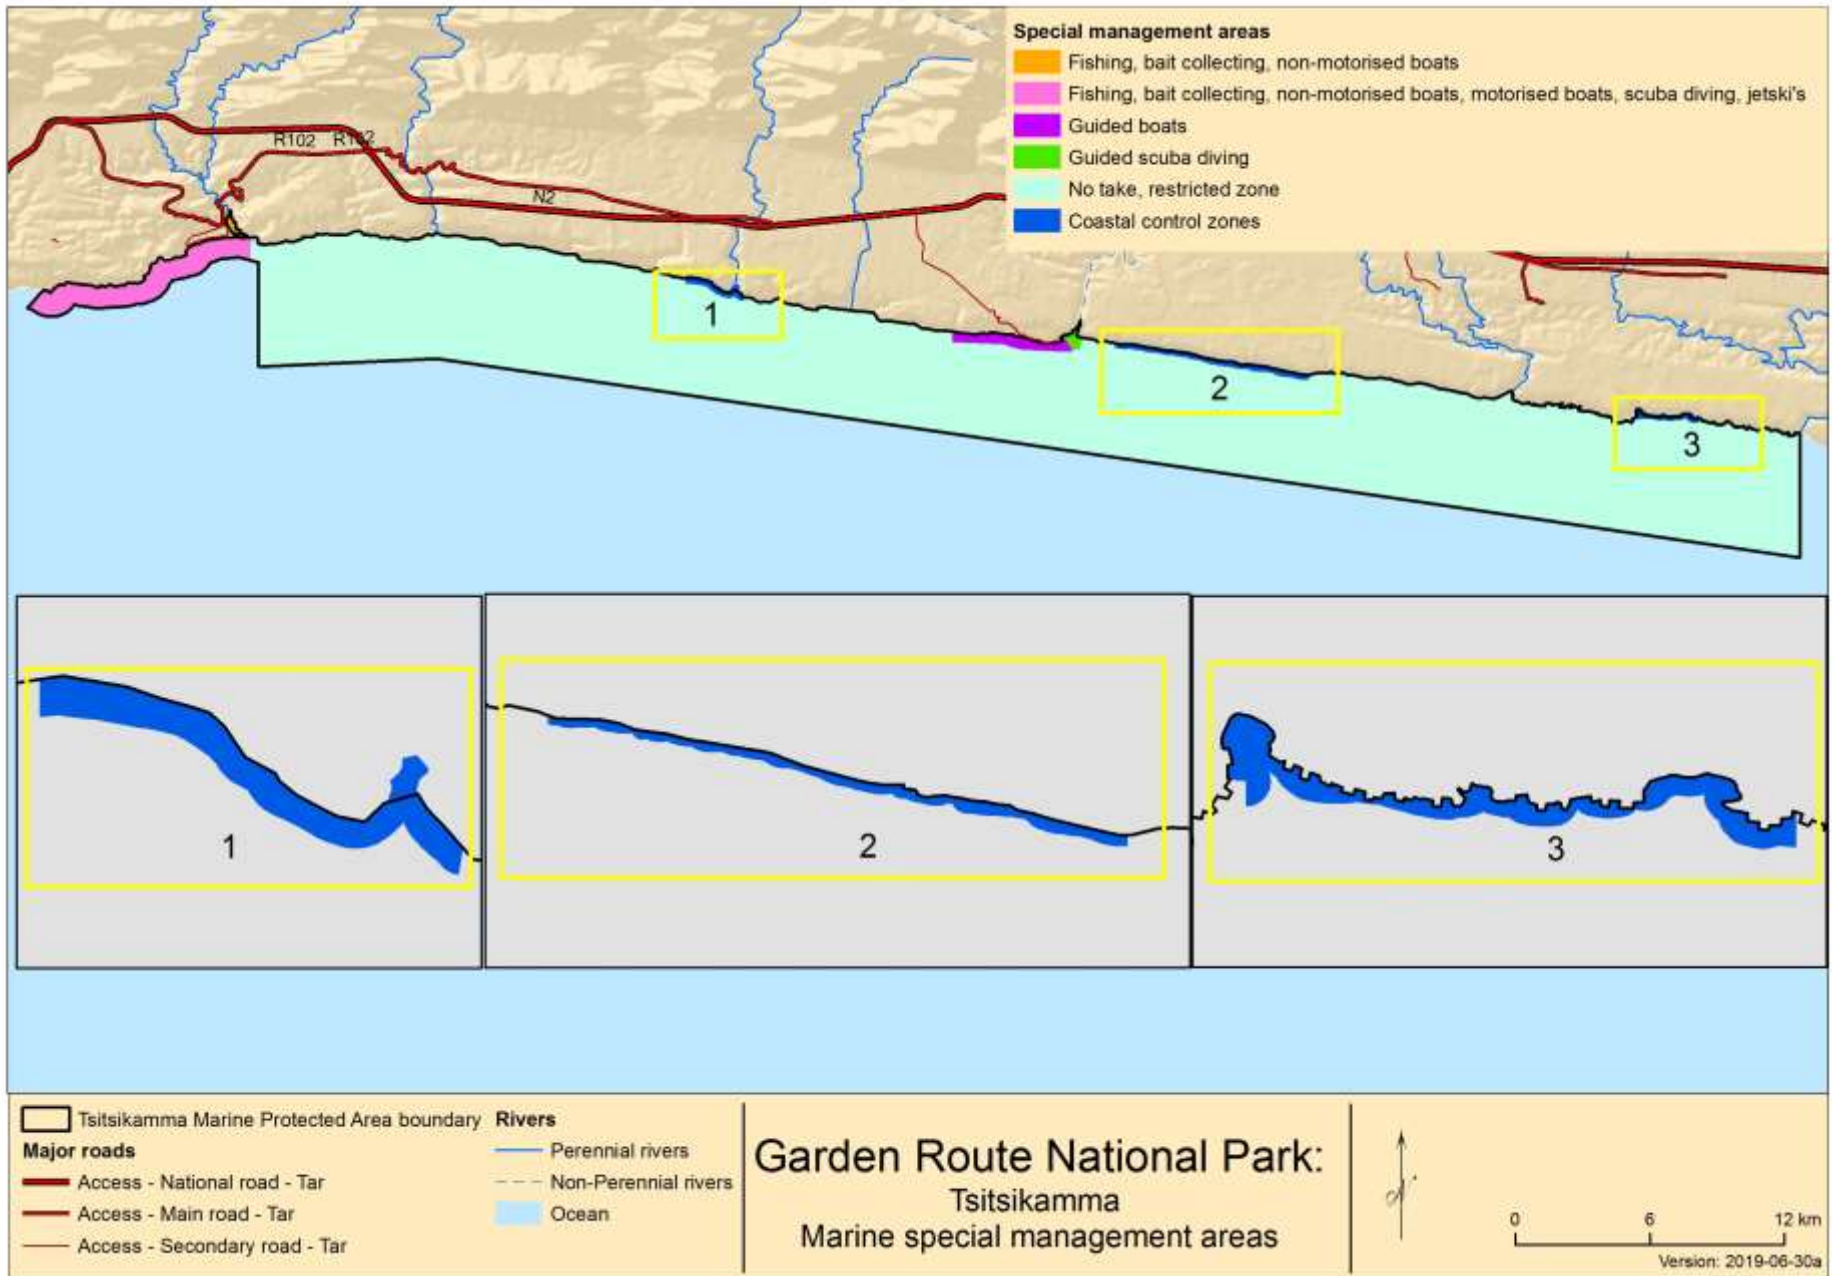 Special management areas
Fishing, bait collecting, non-motorised boats
Fishing, bait collecting, non-motorised boats, motorised boats, scuba diving, jetski's
Guided boats
Guided scuba diving
No take, restricted zone
Coastal control zones
R102 R102
N2
1
2
3
1
2
3
Tsitsikamma Marine Protected Area boundary
Major roads
Access - National road - Tar
Access - Main road - Tar
Access - Secondary road - Tar
Rivers
Perennial rivers
Non-Perennial rivers
Ocean
Garden Route National Park:
Tsitsikamma
Marine special management areas
N
0 6 12 km
Version: 2019-06-30a